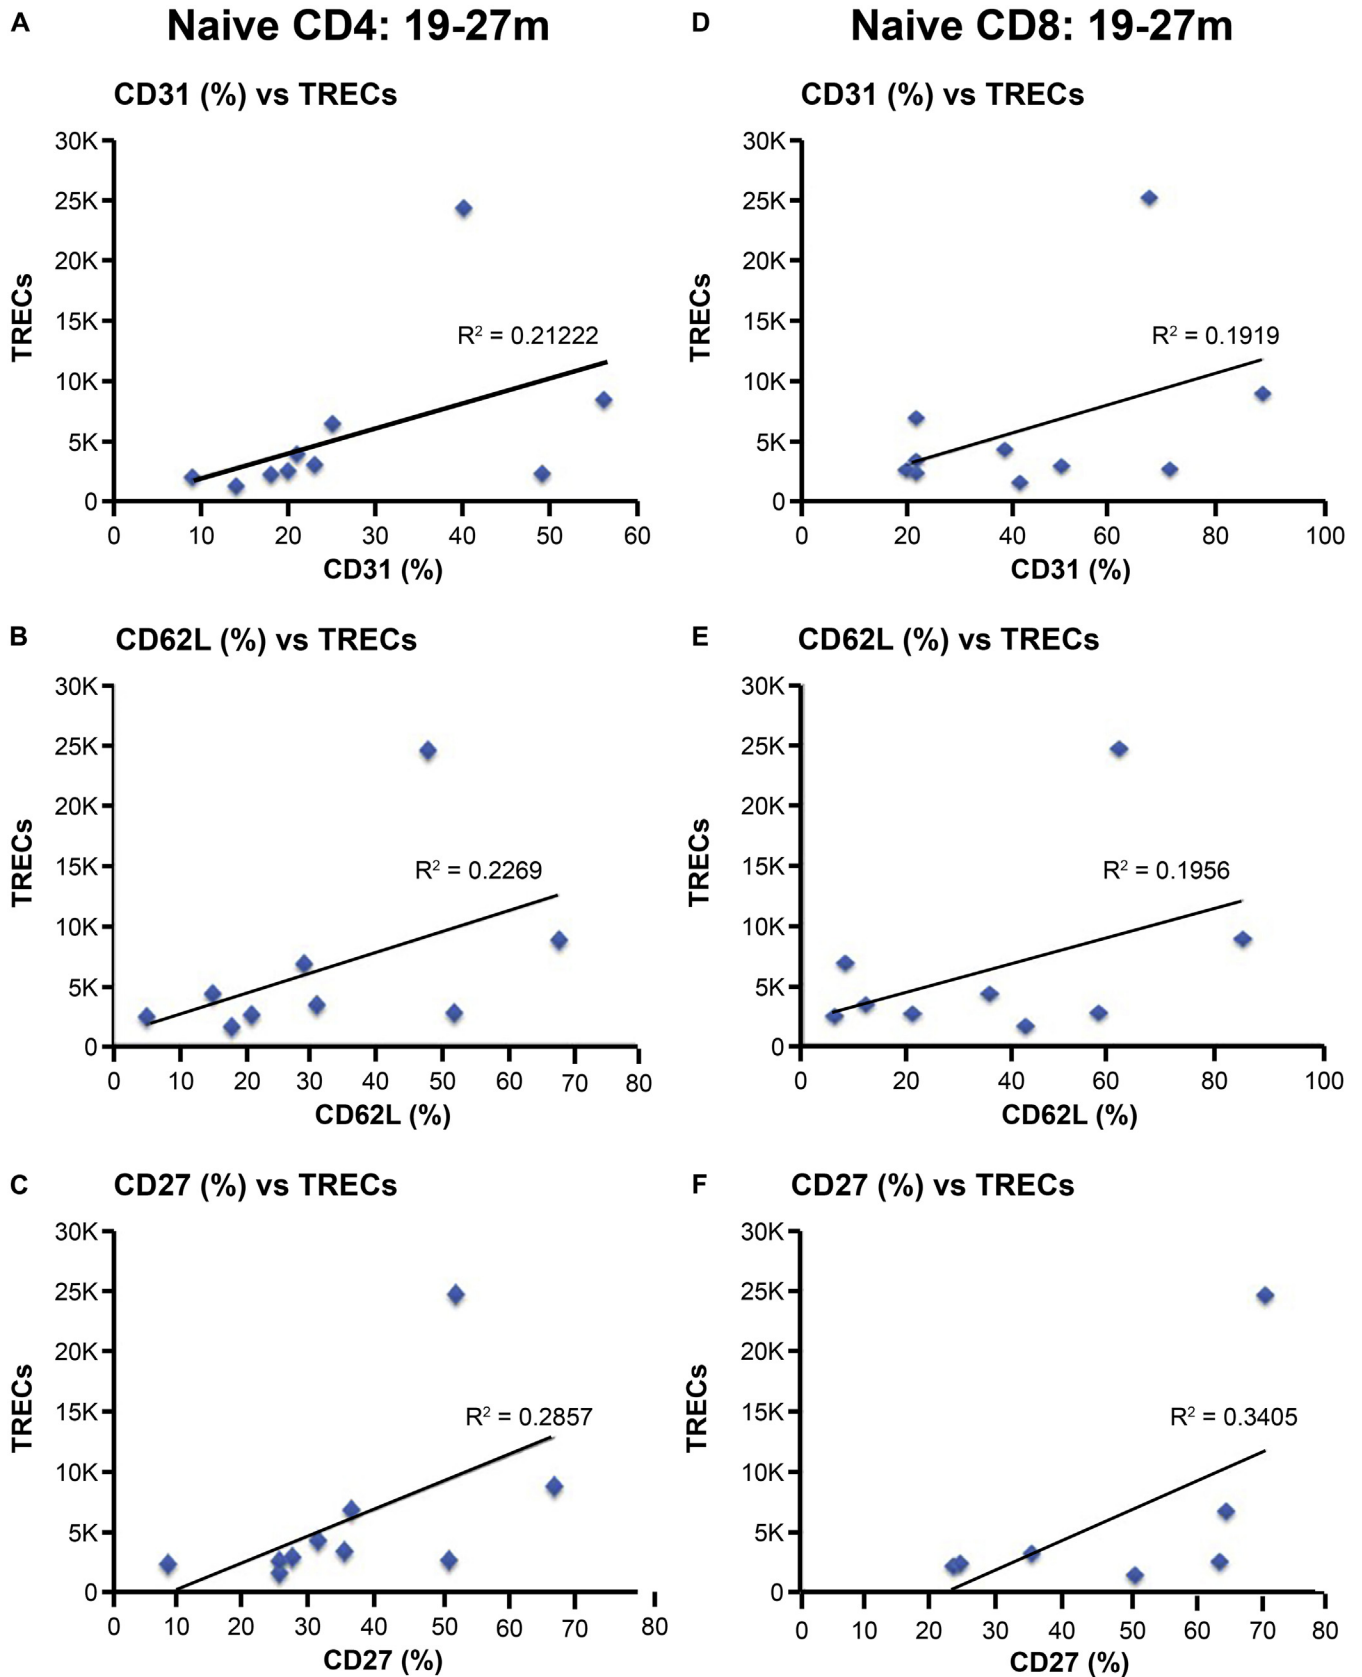 A Naive CD4: 19-27m
CD31 (%) vs TRECs
30K
25K
20K
15K
10K
5K
0
TRECs
R² = 0.21222
0 10 20 30 40 50 60
CD31 (%)
B CD62L (%) vs TRECs
30K
25K
20K
15K
10K
5K
0
TRECs
R² = 0.2269
0 10 20 30 40 50 60 70 80
CD62L (%)
C CD27 (%) vs TRECs
30K
25K
20K
15K
10K
5K
0
TRECs
R² = 0.2857
0 10 20 30 40 50 60 70 80
CD27 (%)
D Naive CD8: 19-27m
CD31 (%) vs TRECs
30K
25K
20K
15K
10K
5K
0
TRECs
R² = 0.1919
0 20 40 60 80 100
CD31 (%)
E CD62L (%) vs TRECs
30K
25K
20K
15K
10K
5K
0
TRECs
R² = 0.1956
0 20 40 60 80 100
CD62L (%)
F CD27 (%) vs TRECs
30K
25K
20K
15K
10K
5K
0
TRECs
R² = 0.3405
0 10 20 30 40 50 60 70 80
CD27 (%)